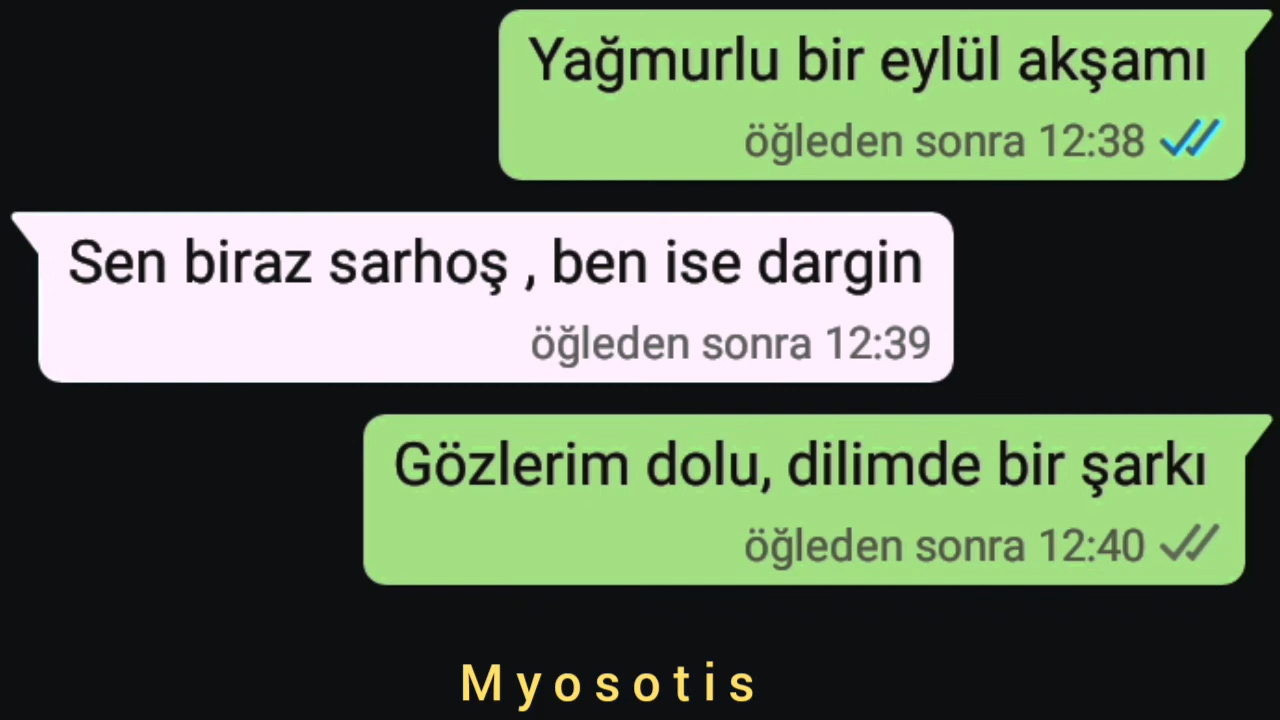 Yağmurlu bir eylül akşamı
öğleden sonra 12:38
Sen biraz sarhoş , ben ise dargin
öğleden sonra 12:39
Gözlerim dolu, dilimde bir şarkı
öğleden sonra 12:40
Myosotis